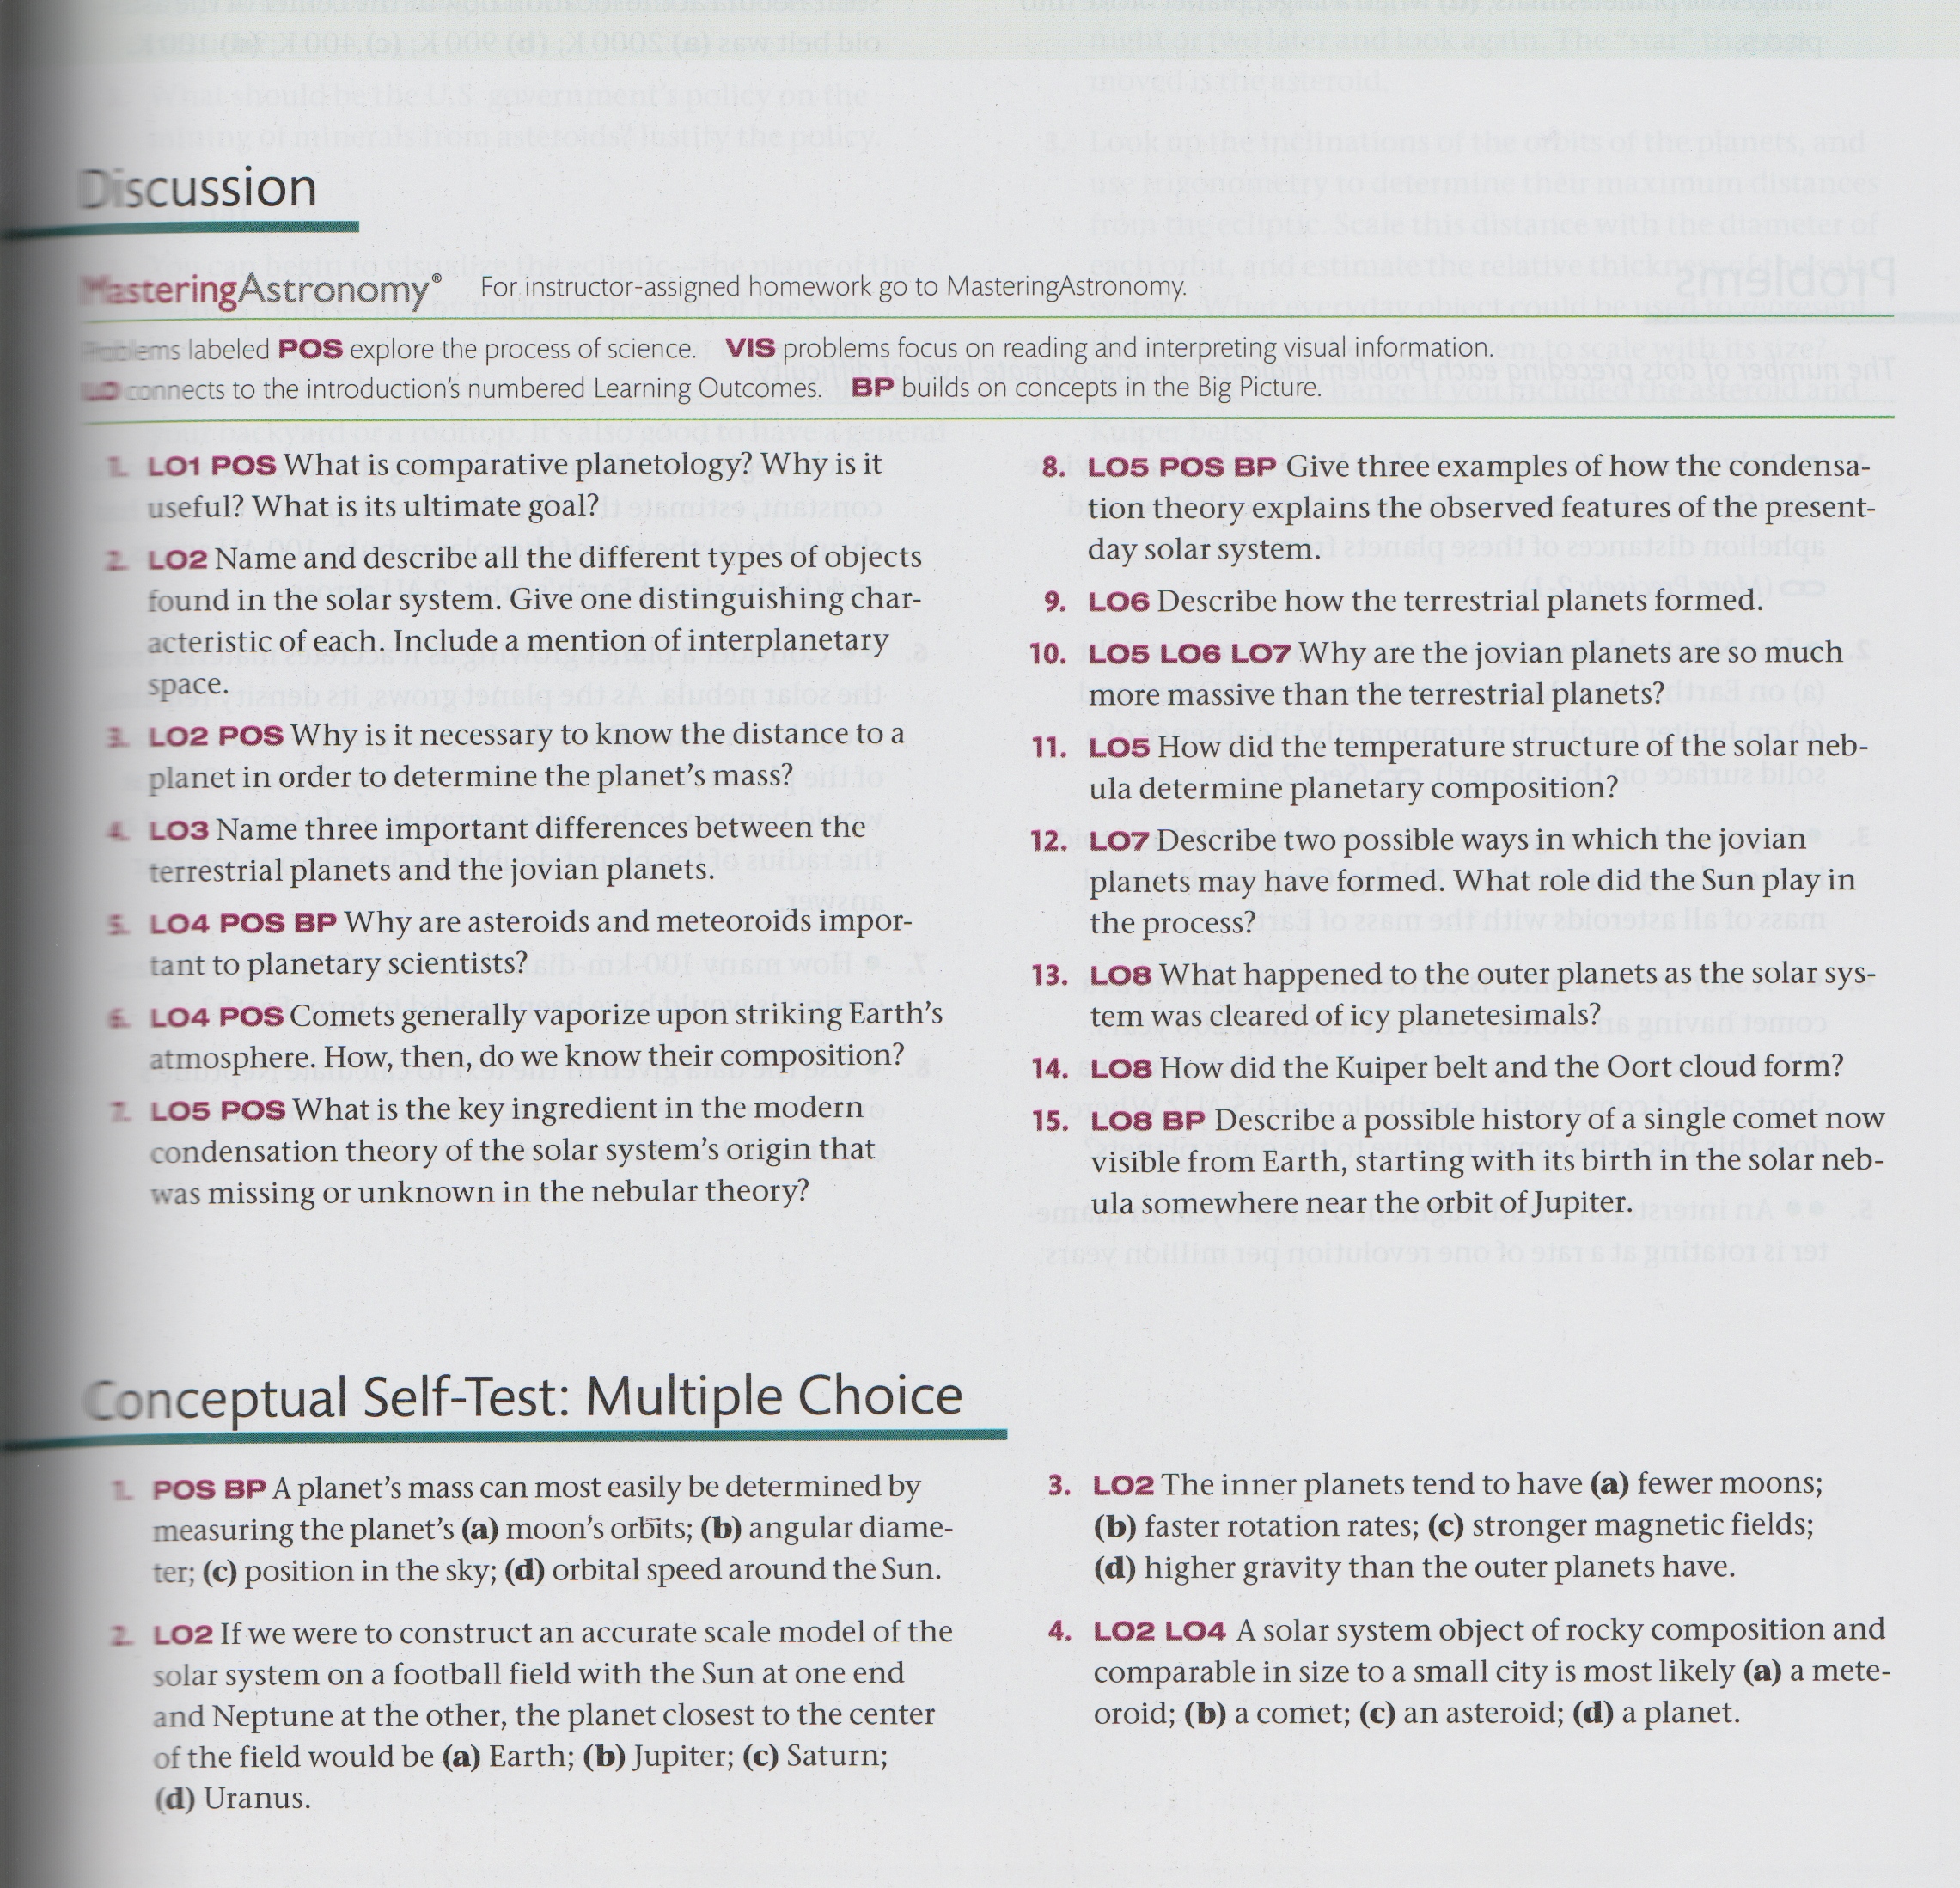 Discussion
MasteringAstronomy® For instructor-assigned homework go to MasteringAstronomy.
Problems labeled POS explore the process of science. VIS problems focus on reading and interpreting visual information.
LO connects to the introduction's numbered Learning Outcomes. BP builds on concepts in the Big Picture.
1. LO1 POS What is comparative planetology? Why is it
useful? What is its ultimate goal?
2. LO2 Name and describe all the different types of objects
found in the solar system. Give one distinguishing char-
acteristic of each. Include a mention of interplanetary
space.
3. LO2 POS Why is it necessary to know the distance to a
planet in order to determine the planet's mass?
4. LO3 Name three important differences between the
terrestrial planets and the jovian planets.
5. LO4 POS BP Why are asteroids and meteoroids impor-
tant to planetary scientists?
6. LO4 POS Comets generally vaporize upon striking Earth's
atmosphere. How, then, do we know their composition?
7. LO5 POS What is the key ingredient in the modern
condensation theory of the solar system's origin that
was missing or unknown in the nebular theory?
8. LO5 POS BP Give three examples of how the condensa-
tion theory explains the observed features of the present-
day solar system.
9. LO6 Describe how the terrestrial planets formed.
10. LO5 LO6 LO7 Why are the jovian planets are so much
more massive than the terrestrial planets?
11. LO5 How did the temperature structure of the solar neb-
ula determine planetary composition?
12. LO7 Describe two possible ways in which the jovian
planets may have formed. What role did the Sun play in
the process?
13. LO8 What happened to the outer planets as the solar sys-
tem was cleared of icy planetesimals?
14. LO8 How did the Kuiper belt and the Oort cloud form?
15. LO8 BP Describe a possible history of a single comet now
visible from Earth, starting with its birth in the solar neb-
ula somewhere near the orbit of Jupiter.
Conceptual Self-Test: Multiple Choice
1. POS BP A planet's mass can most easily be determined by
measuring the planet's (a) moon's orbits; (b) angular diame-
ter; (c) position in the sky; (d) orbital speed around the Sun.
2. LO2 If we were to construct an accurate scale model of the
solar system on a football field with the Sun at one end
and Neptune at the other, the planet closest to the center
of the field would be (a) Earth; (b) Jupiter; (c) Saturn;
(d) Uranus.
3. LO2 The inner planets tend to have (a) fewer moons;
(b) faster rotation rates; (c) stronger magnetic fields;
(d) higher gravity than the outer planets have.
4. LO2 LO4 A solar system object of rocky composition and
comparable in size to a small city is most likely (a) a mete-
oroid; (b) a comet; (c) an asteroid; (d) a planet.